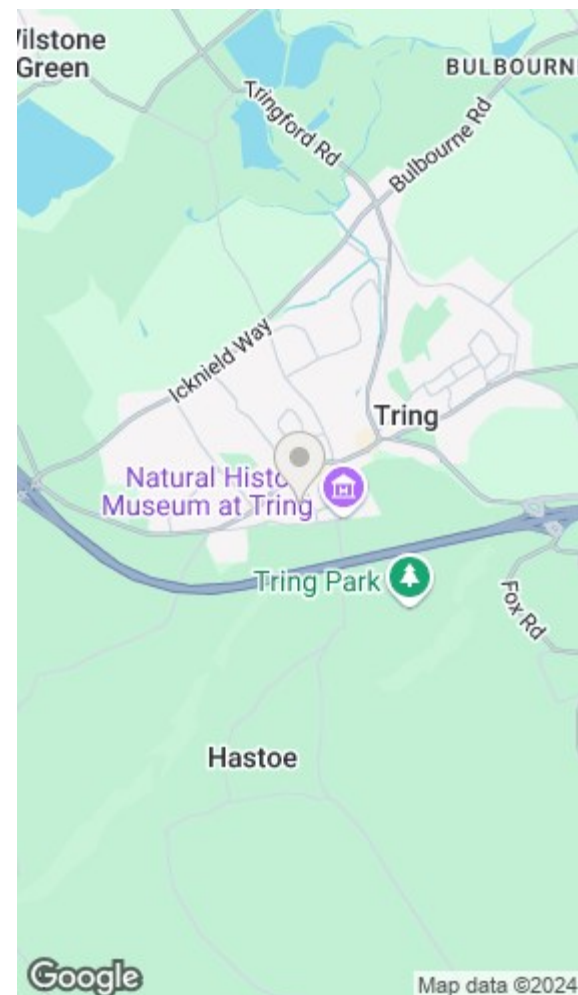 Wilstone
Green
BULBOURNE
Tringford Rd
Bulbourne Rd
Icknield Way
Tring
Natural Histo
Museum at Tring
Tring Park
Fox Rd
Hastoe
Google
Map data ©2024